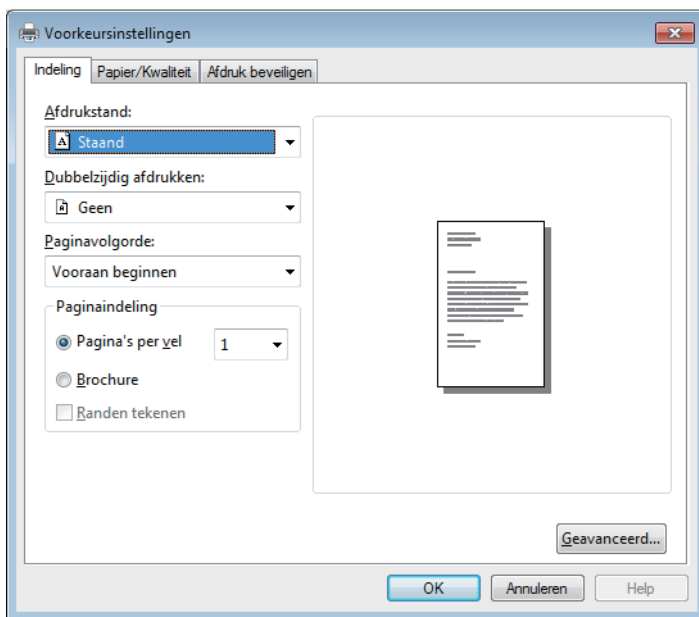 Voorkeursinstellingen
Indeling Papier/Kwaliteit Afdruk beveiligen
Afdrukstand:
A Staand
Dubbelzijdig afdrukken:
Geen
Paginavolgorde:
Vooraan beginnen
Paginaindeling
Pagina's per vel 1
Brochure
Randen tekenen
Geavanceerd...
OK Annuleren Help